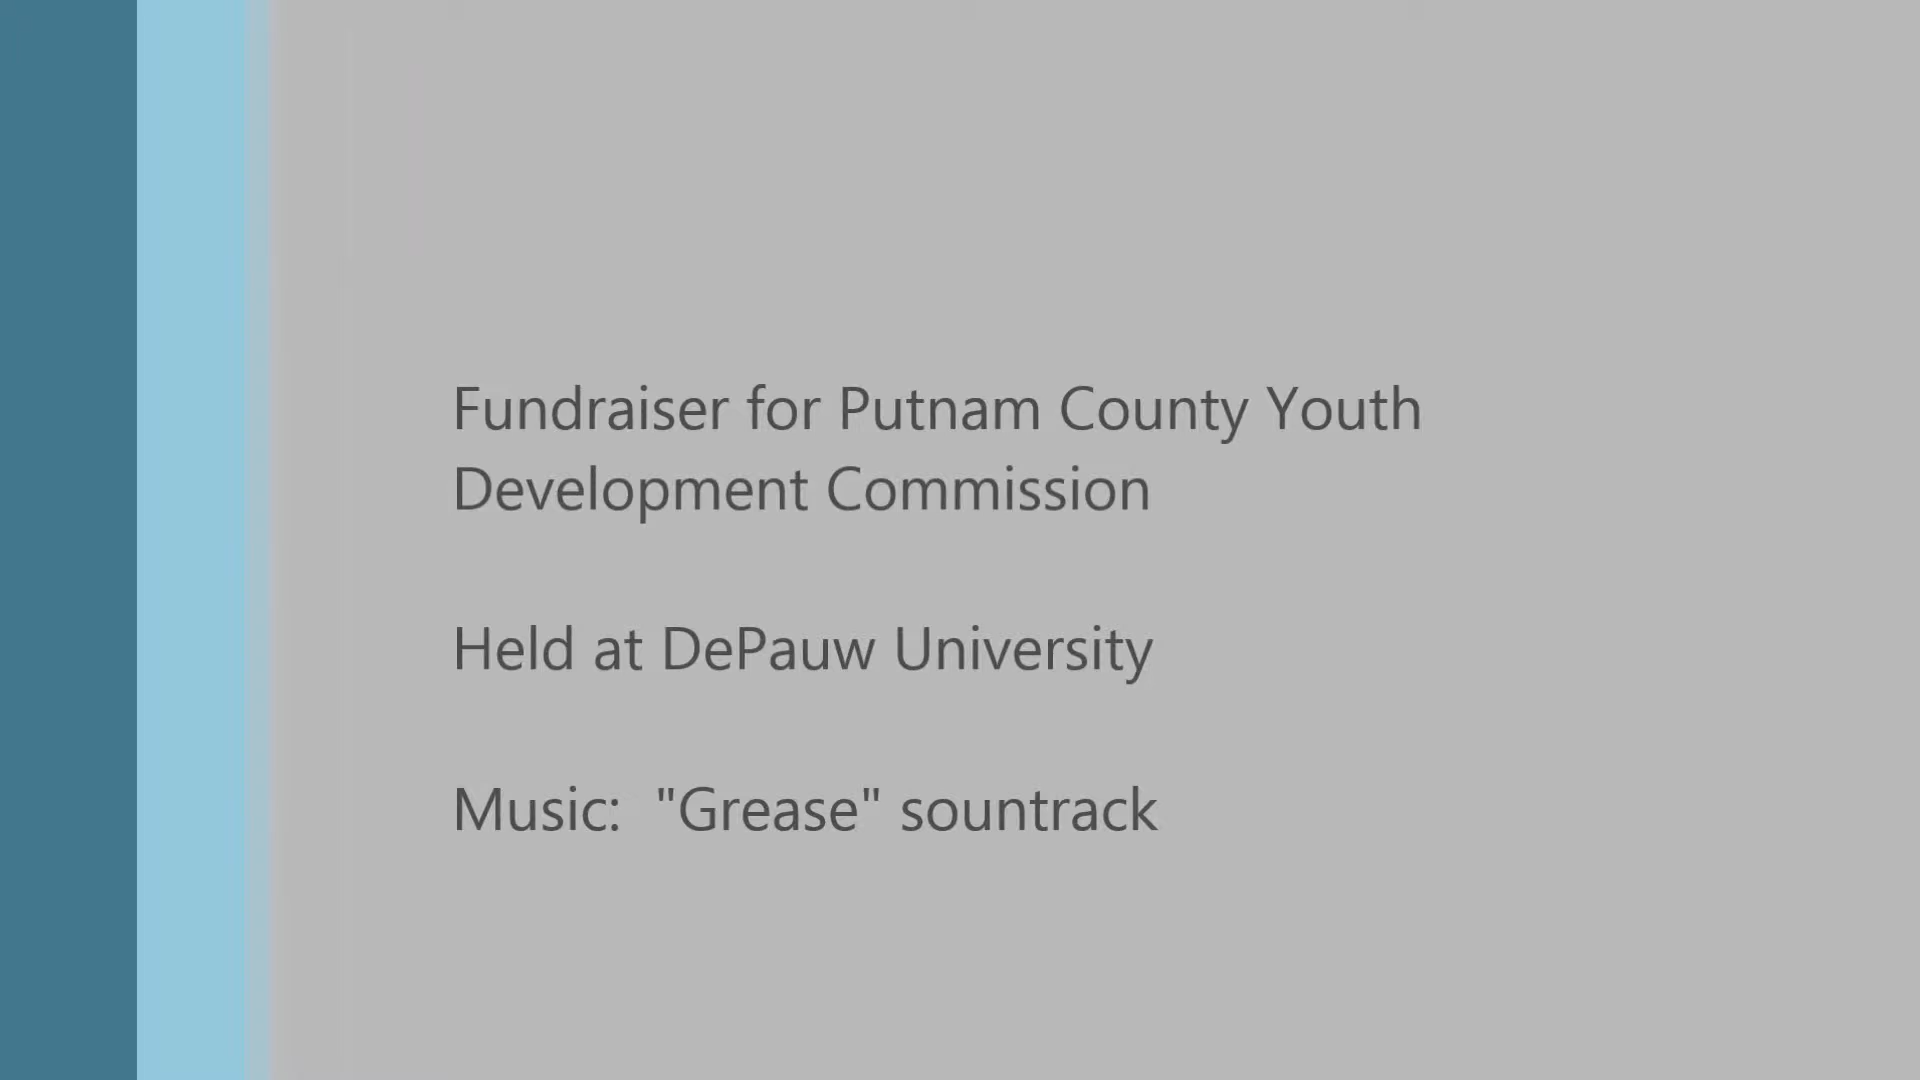 Fundraiser for Putnam County Youth
Development Commission
Held at DePauw University
Music:  "Grease" sountrack